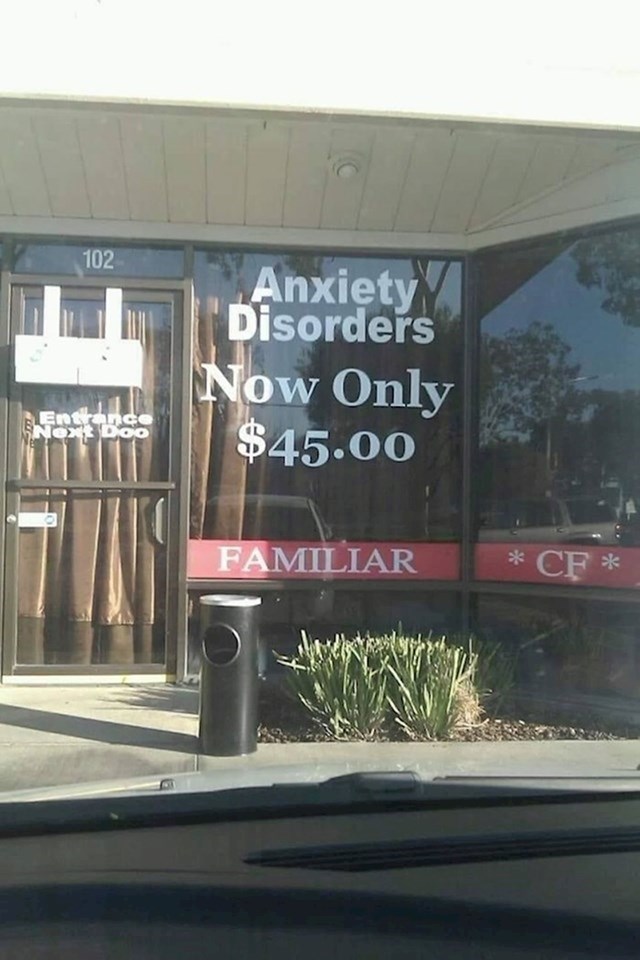 102
Anxiety
Disorders
Now Only
$45.00
Entrance
Next Doo
FAMILIAR
* CF *